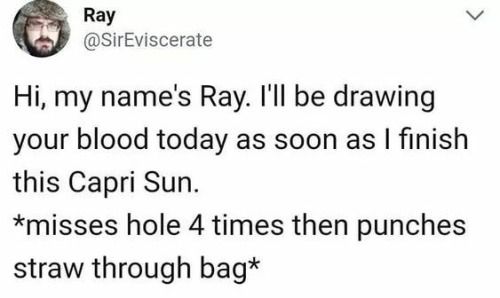 Ray
@SirEviscerate
Hi, my name's Ray. I'll be drawing
your blood today as soon as I finish
this Capri Sun.
*misses hole 4 times then punches
straw through bag*